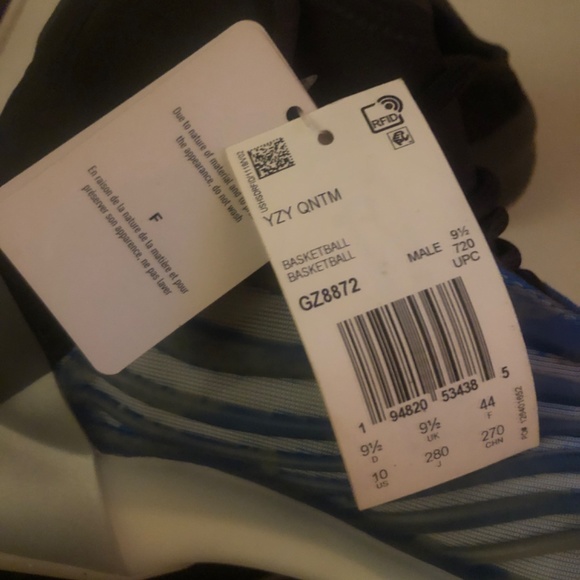 Due to nature of material and to
the appearance, do not wash
F
En raison de la nature de la matière et pour
préserver son apparence, ne pas laver
RFID
YZY QNTM
BASKETBALL
BASKETBALL
MALE
9½
720
UPC
GZ8872
1 94820 53438 5
9½ D
9½ UK
44 F
10 US
280 J
270 CHN